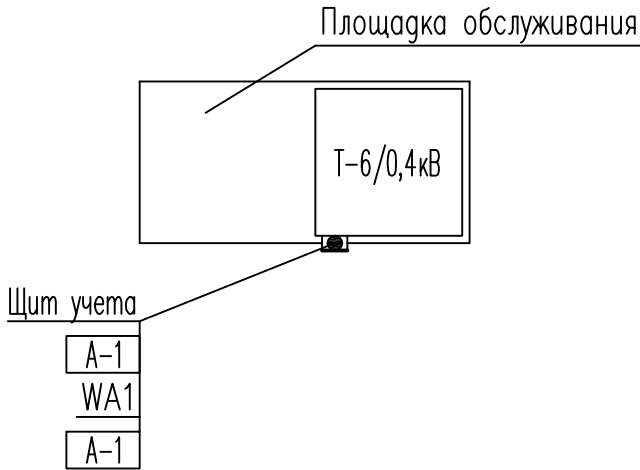 Площадка обслуживания
Т-6/0,4кВ
Щит учета
А-1
WA1
А-1